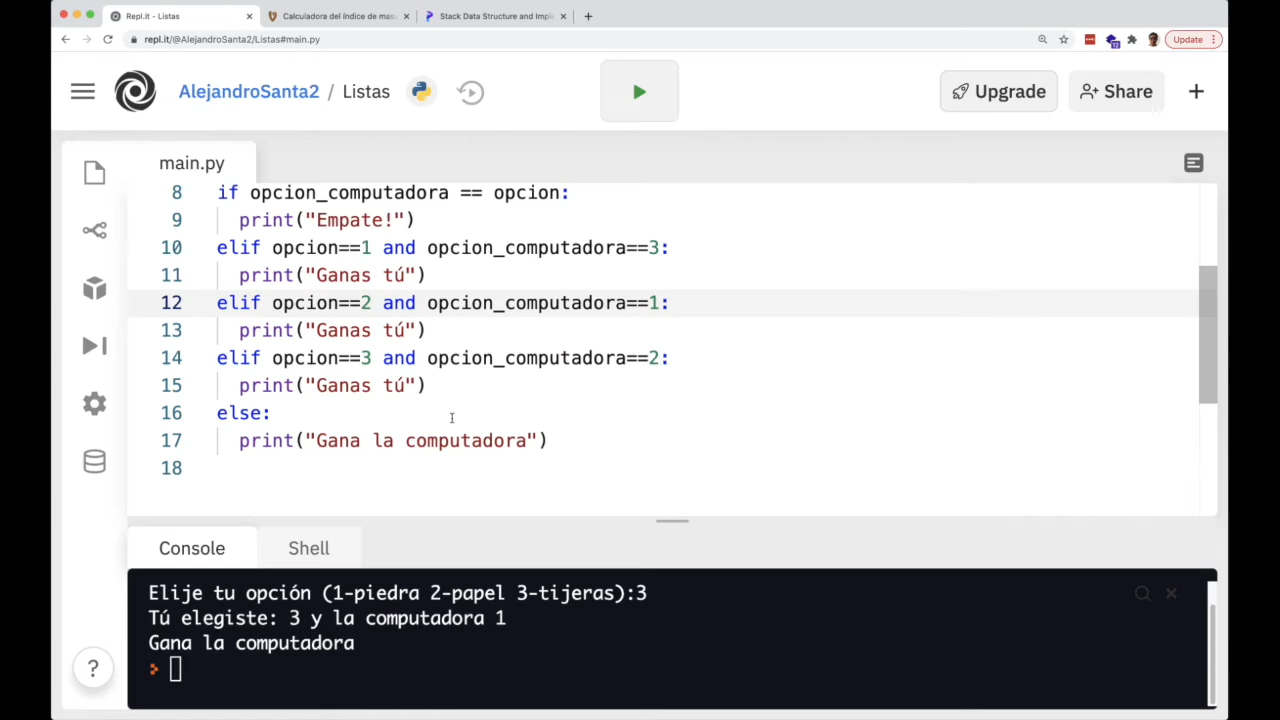 Repl.it - Listas
Calculadora del índice de mas
Stack Data Structure and Imple
repl.it/@AlejandroSanta2/Listas#main.py
12
Update
AlejandroSanta2 / Listas
Upgrade
Share
main.py
8 if opcion_computadora == opcion:
9 print("Empate!")
10 elif opcion==1 and opcion_computadora==3:
11 print("Ganas tú")
12 elif opcion==2 and opcion_computadora==1:
13 print("Ganas tú")
14 elif opcion==3 and opcion_computadora==2:
15 print("Ganas tú")
16 else:
17 print("Gana la computadora")
18
Console Shell
Elije tu opción (1-piedra 2-papel 3-tijeras):3
Tú elegiste: 3 y la computadora 1
Gana la computadora
?